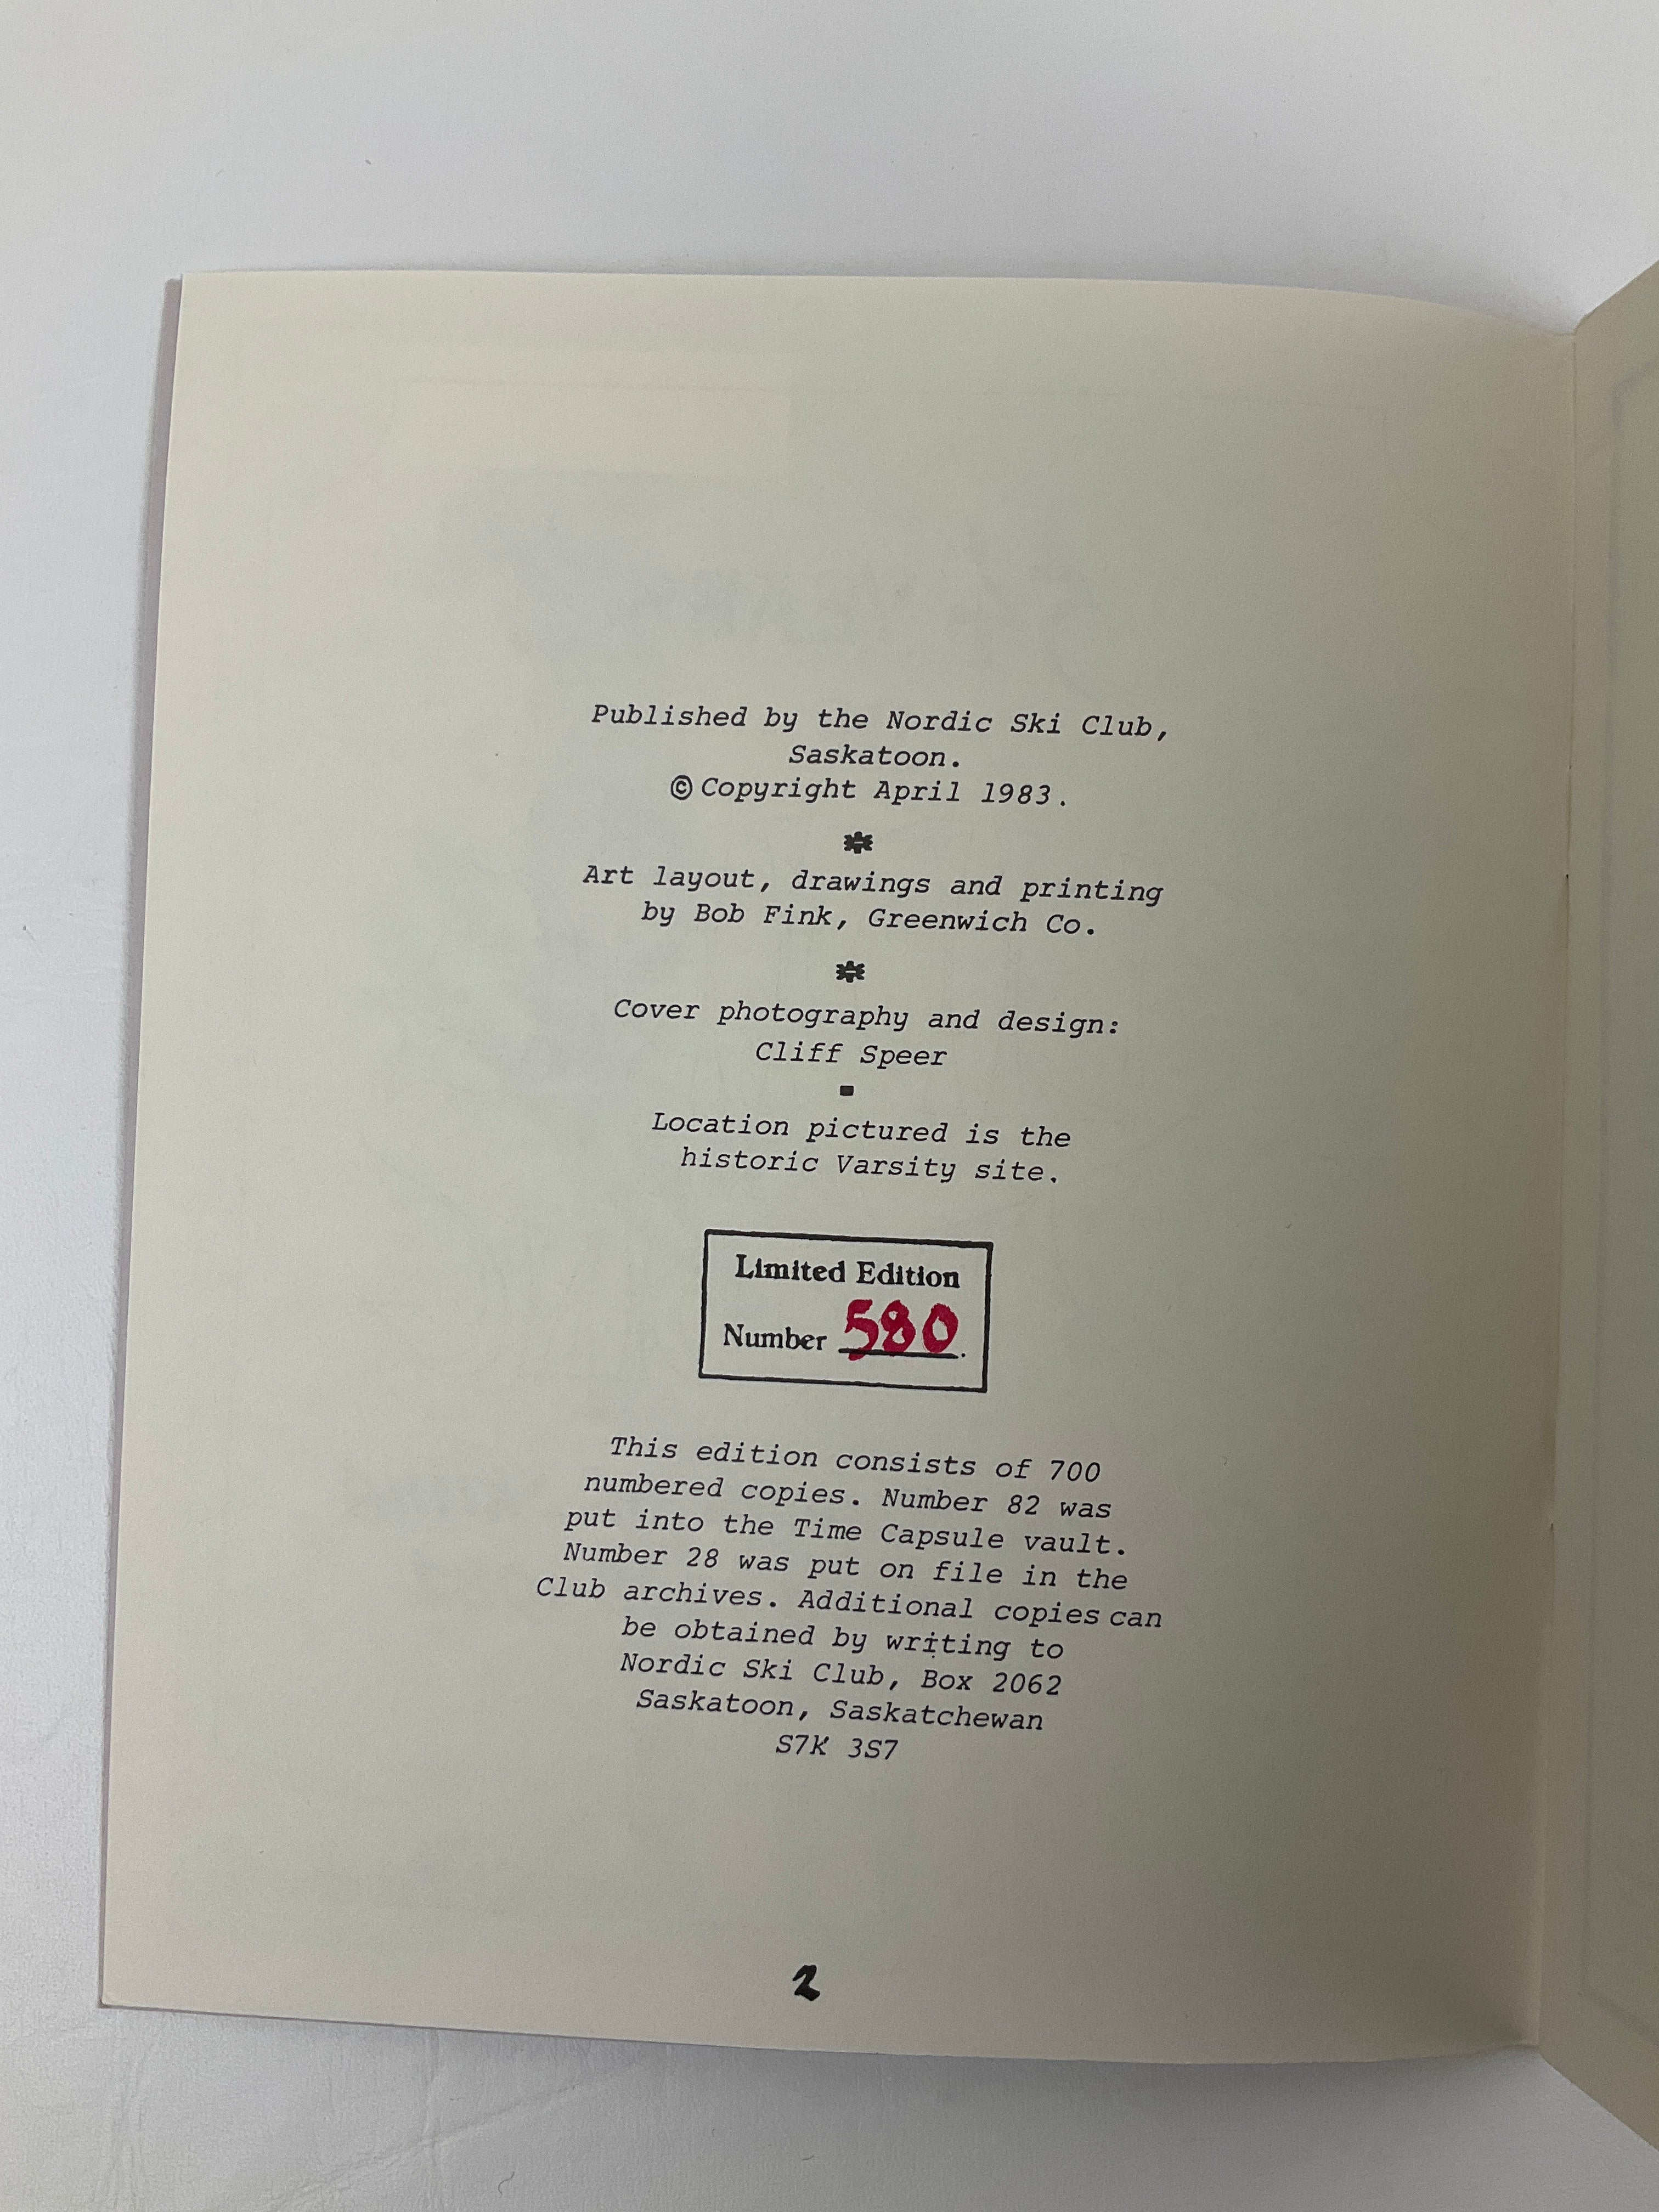 Published by the Nordic Ski Club,
Saskatoon.
© Copyright April 1983.
Art layout, drawings and printing
by Bob Fink, Greenwich Co.
Cover photography and design:
Cliff Speer
Location pictured is the
historic Varsity site.
Limited Edition
Number 580.
This edition consists of 700
numbered copies. Number 82 was
put into the Time Capsule vault.
Number 28 was put on file in the
Club archives. Additional copies can
be obtained by writing to
Nordic Ski Club, Box 2062
Saskatoon, Saskatchewan
S7K 3S7
2